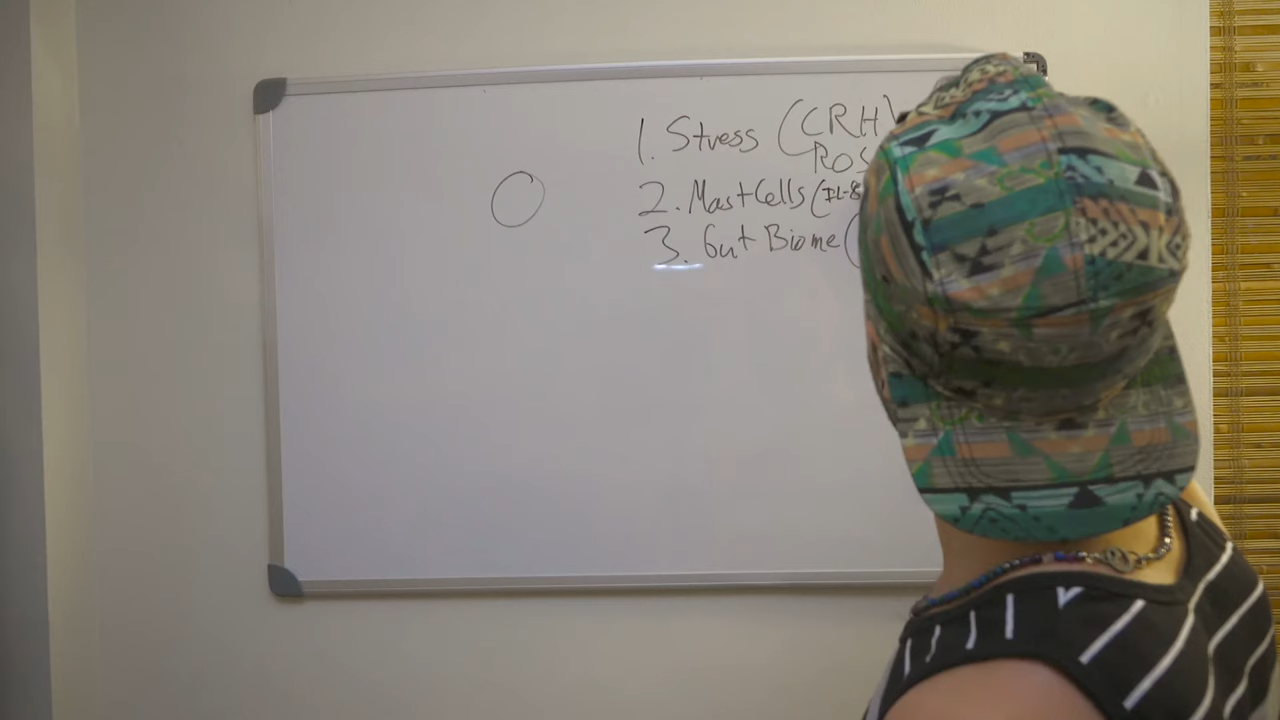 1. Stress (CRH)
ROS
2. Mast Cells (IL-8
3. Gut Biome (